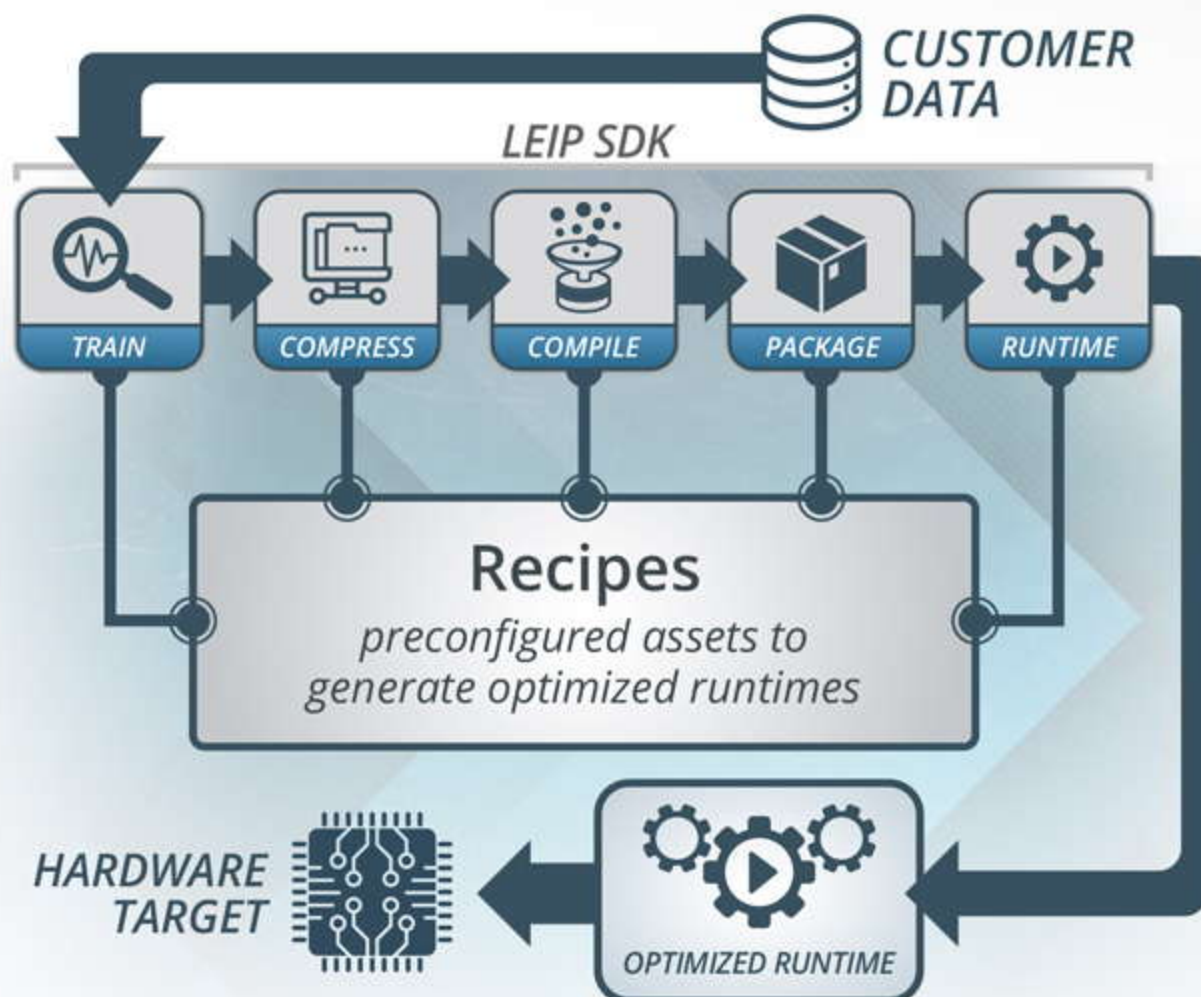 CUSTOMER
DATA
LEIP SDK
TRAIN
COMPRESS
COMPILE
PACKAGE
RUNTIME
Recipes
preconfigured assets to
generate optimized runtimes
HARDWARE
TARGET
OPTIMIZED RUNTIME